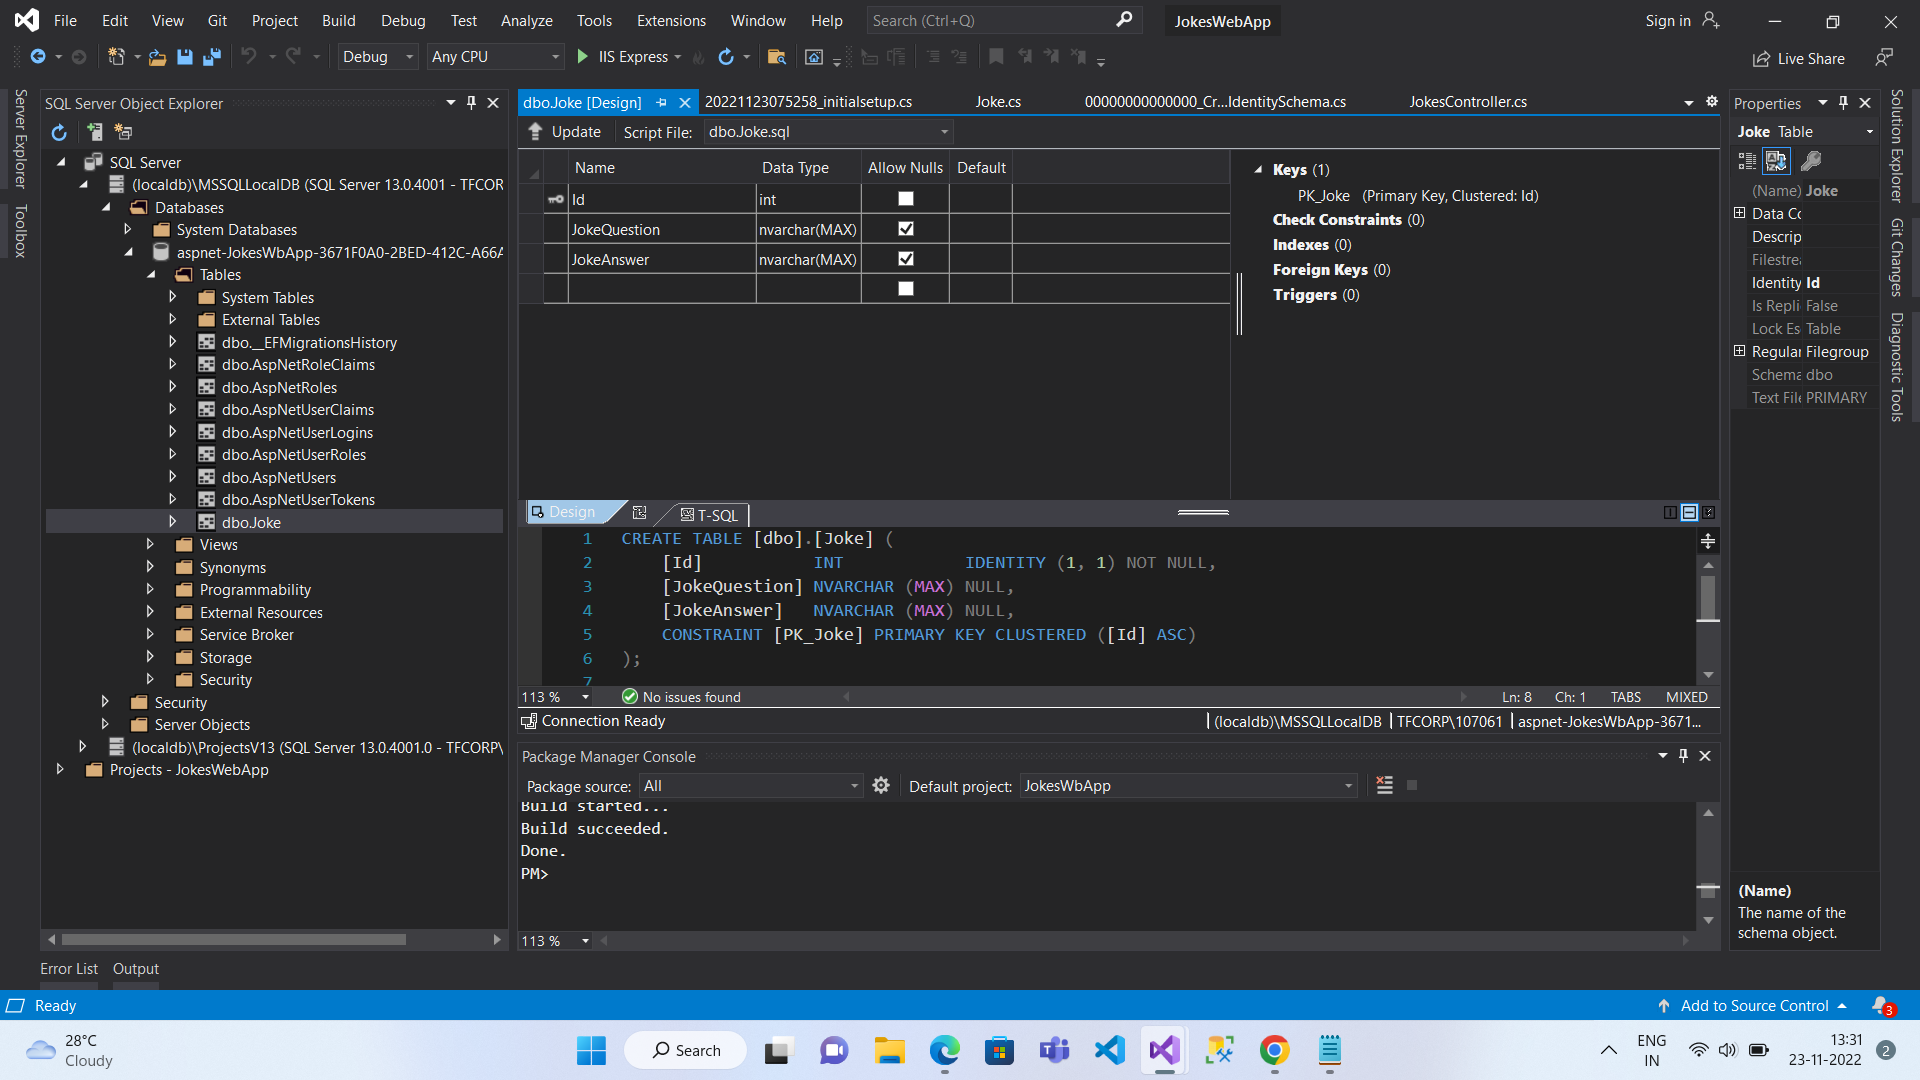 File Edit View Git Project Build Debug Test Analyze Tools Extensions Window Help Search (Ctrl+Q) JokesWebApp Sign in
Debug Any CPU IIS Express Live Share
Server Explorer
Toolbox
SQL Server Object Explorer
SQL Server
(localdb)\MSSQLLocalDB (SQL Server 13.0.4001 - TFCORP
Databases
System Databases
aspnet-JokesWbApp-3671F0A0-2BED-412C-A66A
Tables
System Tables
External Tables
dbo.__EFMigrationsHistory
dbo.AspNetRoleClaims
dbo.AspNetRoles
dbo.AspNetUserClaims
dbo.AspNetUserLogins
dbo.AspNetUserRoles
dbo.AspNetUsers
dbo.AspNetUserTokens
dbo.Joke
Views
Synonyms
Programmability
External Resources
Service Broker
Storage
Security
Security
Server Objects
(localdb)\ProjectsV13 (SQL Server 13.0.4001.0 - TFCORP\
Projects - JokesWebApp
dbo.Joke [Design] 20221123075258_initialsetup.cs Joke.cs 00000000000000_Cr...IdentitySchema.cs JokesController.cs
Update Script File: dbo.Joke.sql
Name Data Type Allow Nulls Default
Id int
JokeQuestion nvarchar(MAX)
JokeAnswer nvarchar(MAX)
Keys (1)
PK_Joke (Primary Key, Clustered: Id)
Check Constraints (0)
Indexes (0)
Foreign Keys (0)
Triggers (0)
Design T-SQL
1 CREATE TABLE [dbo].[Joke] (
2 [Id] INT IDENTITY (1, 1) NOT NULL,
3 [JokeQuestion] NVARCHAR (MAX) NULL,
4 [JokeAnswer] NVARCHAR (MAX) NULL,
5 CONSTRAINT [PK_Joke] PRIMARY KEY CLUSTERED ([Id] ASC)
6 );
7
113 % No issues found Ln: 8 Ch: 1 TABS MIXED
Connection Ready (localdb)\MSSQLLocalDB TFCORP\107061 aspnet-JokesWbApp-3671...
Package Manager Console
Package source: All Default project: JokesWbApp
Build started...
Build succeeded.
Done.
PM>
113 %
Properties
Joke Table
(Name) Joke
Data Cc
Descrip
Filestrea
Identity Id
Is Repli False
Lock Es Table
Regular Filegroup
Schema dbo
Text File PRIMARY
(Name)
The name of the
schema object.
Solution Explorer
Git Changes
Diagnostic Tools
Error List Output
Ready Add to Source Control 3
28°C
Cloudy
Search
ENG
IN
13:31
23-11-2022
2